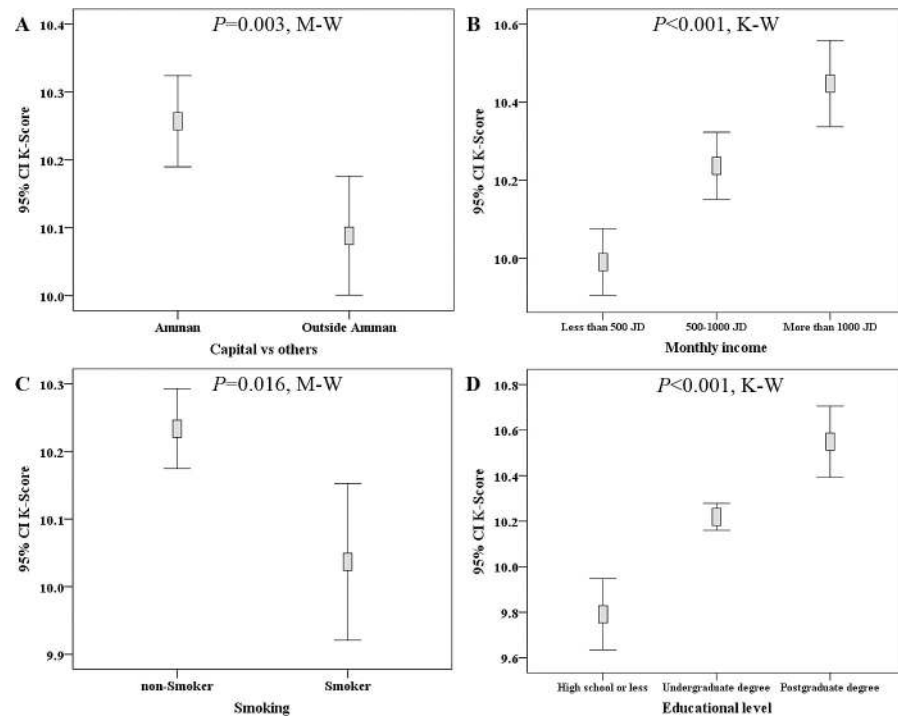 A
P=0.003, M-W
95% CI K-Score
10.4
10.3
10.2
10.1
10.0
Amman
Outside Amman
Capital vs others
B
P<0.001, K-W
95% CI K-Score
10.6
10.4
10.2
10.0
Less than 500 JD
500-1000 JD
More than 1000 JD
Monthly income
C
P=0.016, M-W
95% CI K-Score
10.3
10.2
10.1
10.0
9.9
non-Smoker
Smoker
Smoking
D
P<0.001, K-W
95% CI K-Score
10.8
10.6
10.4
10.2
10.0
9.8
9.6
High school or less
Undergraduate degree
Postgraduate degree
Educational level